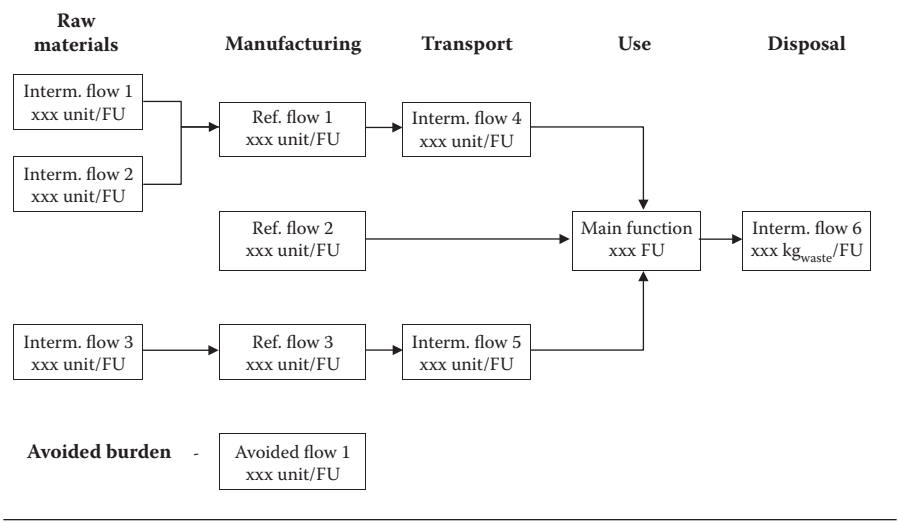 Raw
materials
Manufacturing
Transport
Use
Disposal
Interm. flow 1
xxx unit/FU
Ref. flow 1
xxx unit/FU
Interm. flow 4
xxx unit/FU
Interm. flow 2
xxx unit/FU
Ref. flow 2
xxx unit/FU
Main function
xxx FU
Interm. flow 6
xxx kgwaste/FU
Interm. flow 3
xxx unit/FU
Ref. flow 3
xxx unit/FU
Interm. flow 5
xxx unit/FU
Avoided burden -
Avoided flow 1
xxx unit/FU